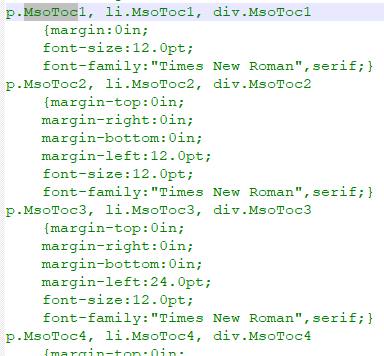 p.MsoToc1, li.MsoToc1, div.MsoToc1
{margin:0in;
font-size:12.0pt;
font-family:"Times New Roman",serif;}
p.MsoToc2, li.MsoToc2, div.MsoToc2
{margin-top:0in;
margin-right:0in;
margin-bottom:0in;
margin-left:12.0pt;
font-size:12.0pt;
font-family:"Times New Roman",serif;}
p.MsoToc3, li.MsoToc3, div.MsoToc3
{margin-top:0in;
margin-right:0in;
margin-bottom:0in;
margin-left:24.0pt;
font-size:12.0pt;
font-family:"Times New Roman",serif;}
p.MsoToc4, li.MsoToc4, div.MsoToc4
{margin-top:0in;